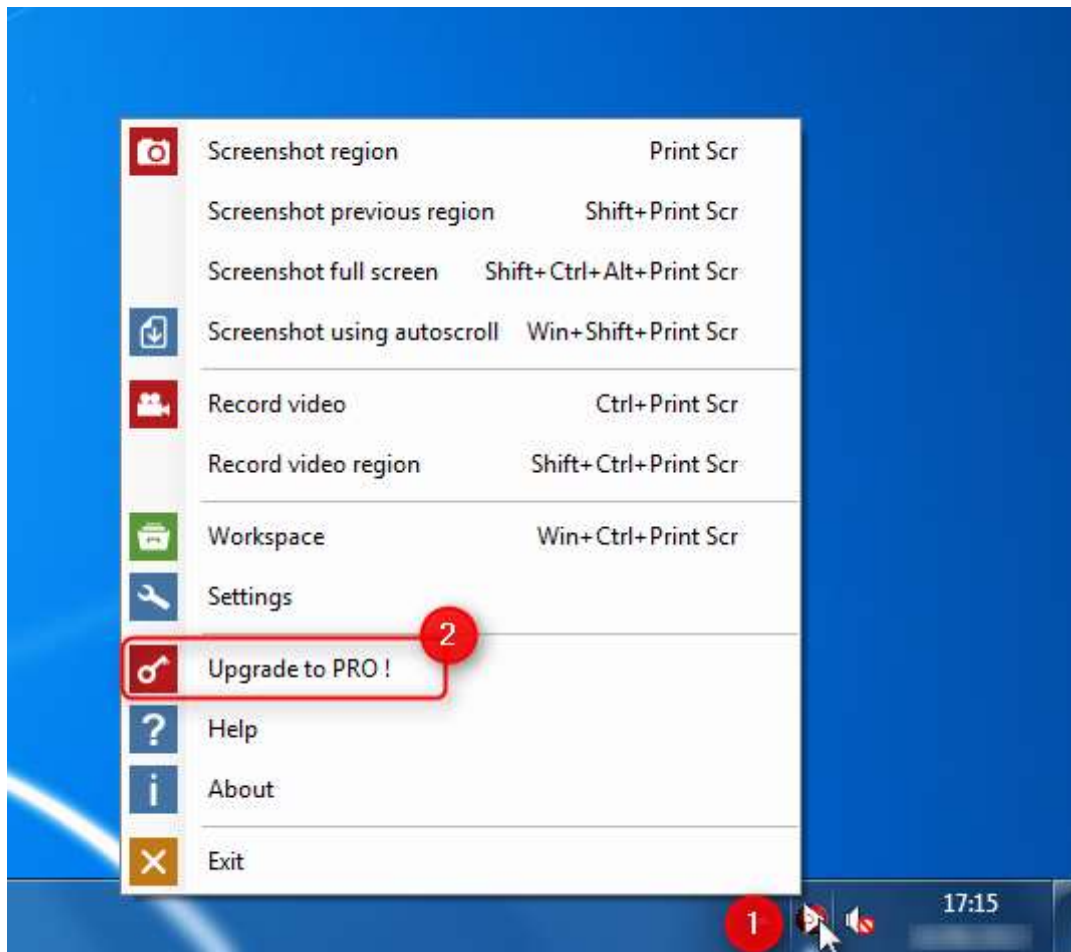 Screenshot region Print Scr
Screenshot previous region Shift+Print Scr
Screenshot full screen Shift+Ctrl+Alt+Print Scr
Screenshot using autoscroll Win+Shift+Print Scr
Record video Ctrl+Print Scr
Record video region Shift+Ctrl+Print Scr
Workspace Win+Ctrl+Print Scr
Settings
2
Upgrade to PRO !
? Help
i About
Exit
1 17:15